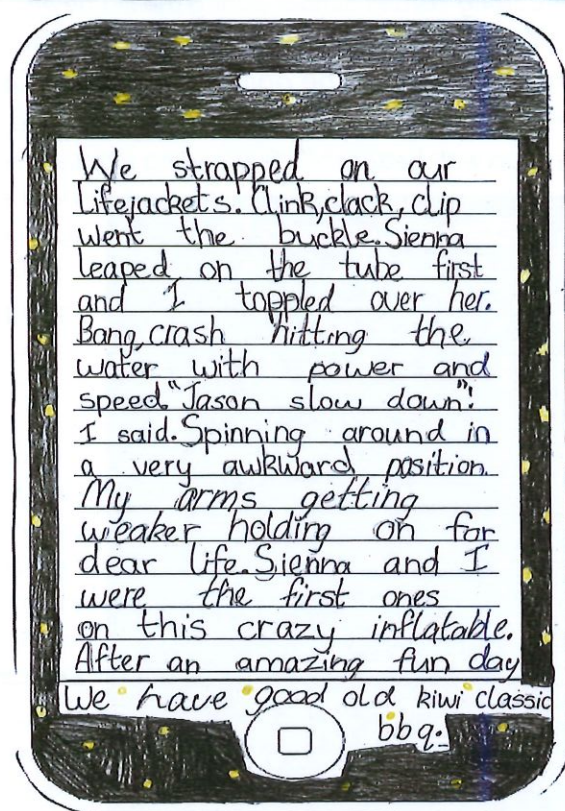 We strapped on our
Lifejackets. Clink, clack, clip
went the buckle. Sienna
leaped on the tube first
and I toppled over her.
Bang, crash hitting the
water with power and
speed. "Jason slow down"!
I said. Spinning around in
a very awkward position.
My arms getting
weaker holding on for
dear life. Sienna and I
were the first ones
on this crazy inflatable.
After an amazing fun day
We have good old kiwi classic
bbq.